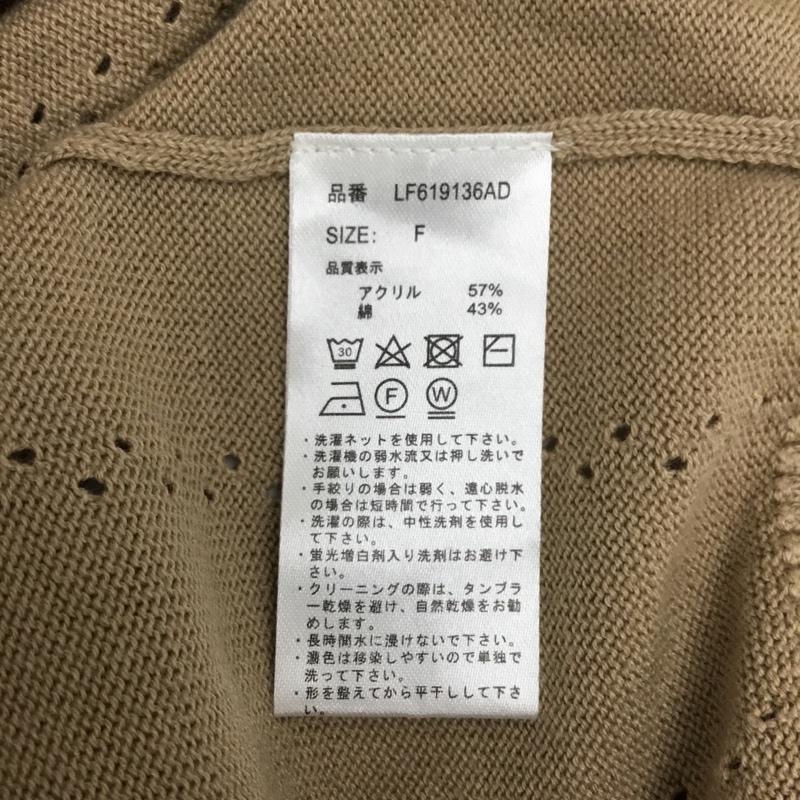 品番 LF619136AD
SIZE: F
品質表示
アクリル 57%
綿 43%
30
F W
・洗濯ネットを使用して下さい。
・洗濯機の弱水流又は押し洗いで
お願いします。
・手絞りの場合は弱く、遠心脱水
の場合は短時間で行って下さい。
・洗濯の際は、中性洗剤を使用し
て下さい。
・蛍光増白剤入り洗剤はお避け下
さい。
・クリーニングの際は、タンブラ
ー乾燥を避け、自然乾燥をお勧
めします。
・長時間水に浸けないで下さい。
・濃色は移染しやすいので単独で
洗って下さい。
・形を整えてから平干しして下さ
い。